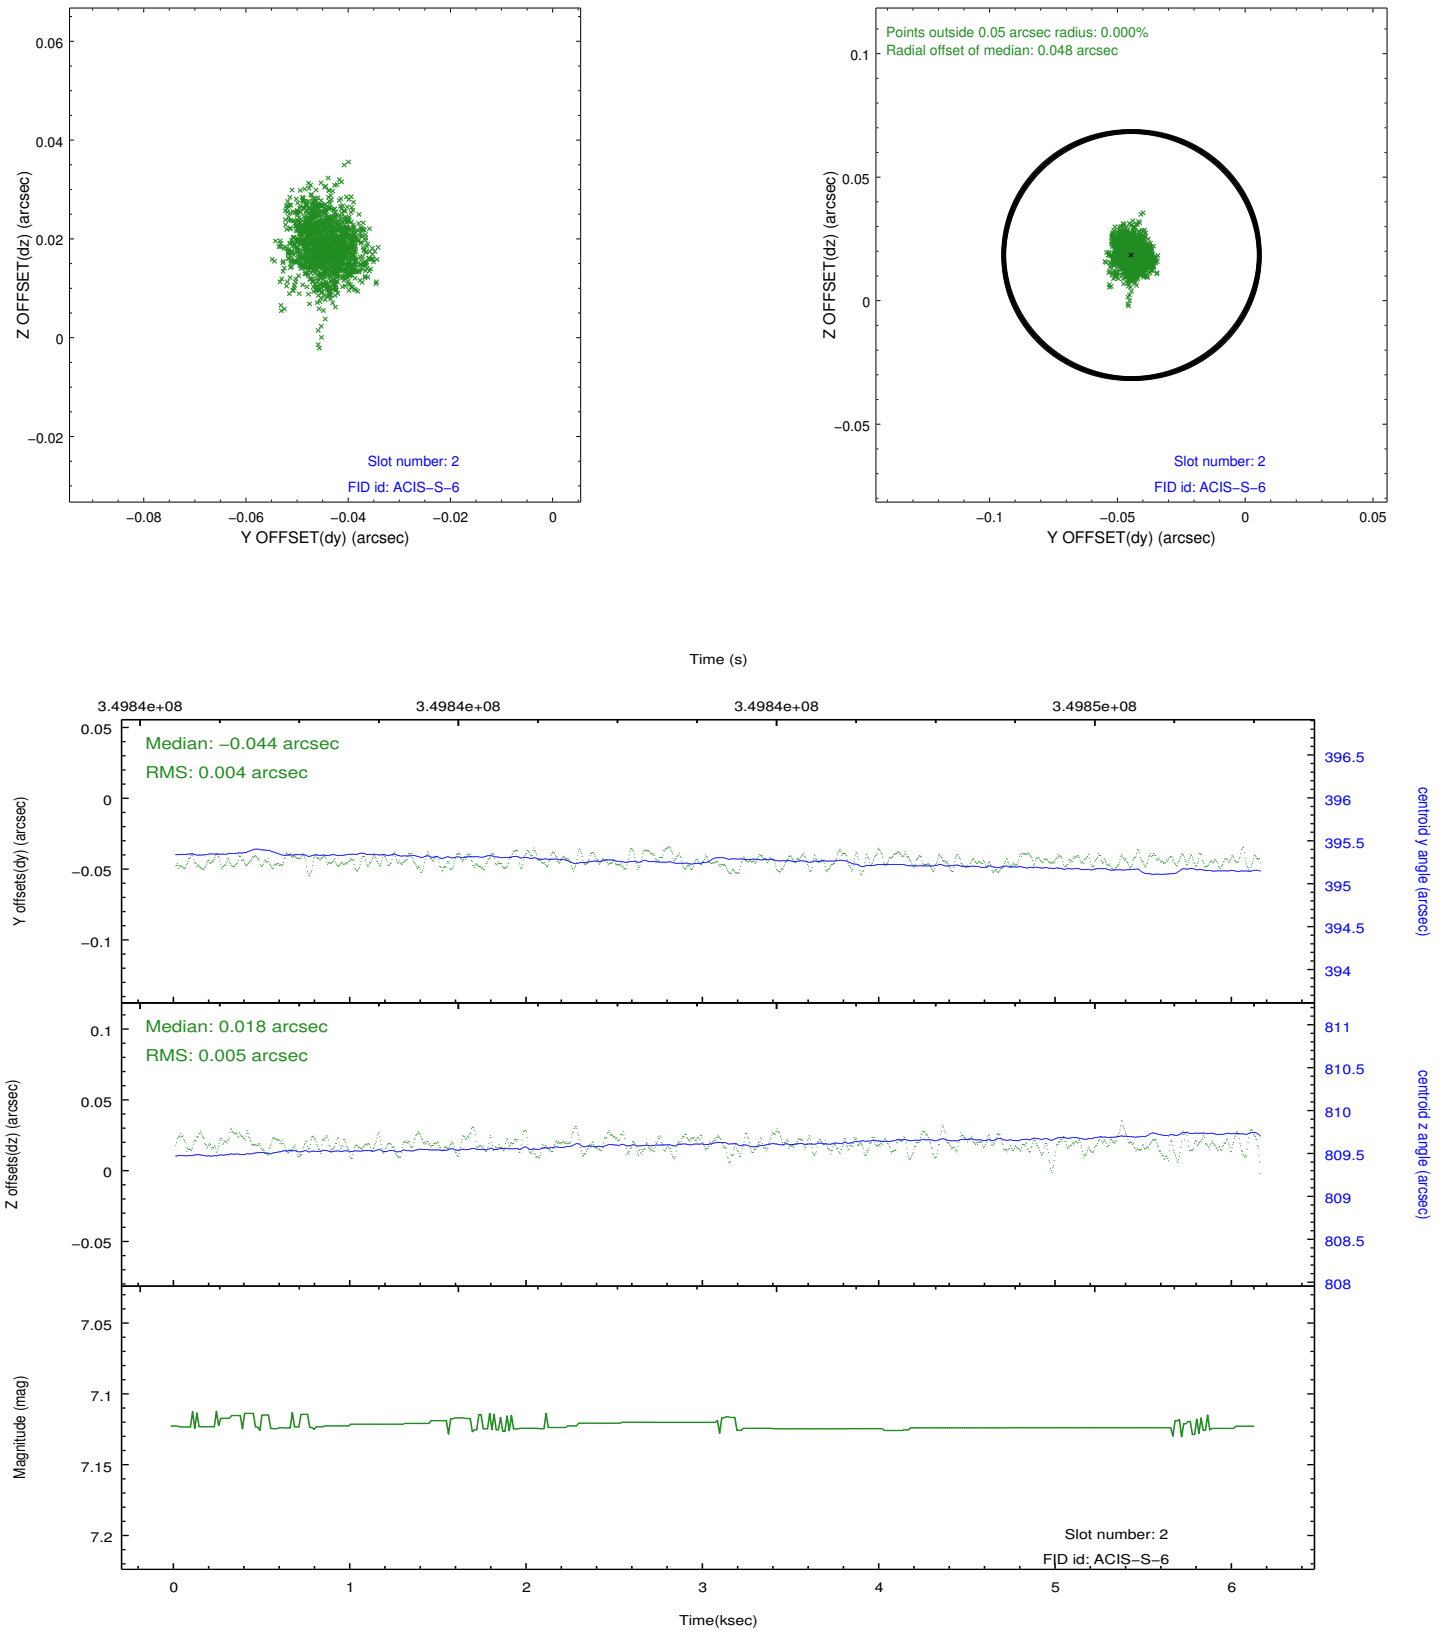 0.06
0.04
0.02
0
−0.02
Z OFFSET(dz) (arcsec)
Slot number: 2
FID id: ACIS−S−6
−0.08 −0.06 −0.04 −0.02 0
Y OFFSET(dy) (arcsec)
Points outside 0.05 arcsec radius: 0.000%
Radial offset of median: 0.048 arcsec
0.1
0.05
0
−0.05
Z OFFSET(dz) (arcsec)
Slot number: 2
FID id: ACIS−S−6
−0.1 −0.05 0 0.05
Y OFFSET(dy) (arcsec)
Time (s)
3.4984e+08 3.4984e+08 3.4984e+08 3.4985e+08
Median: −0.044 arcsec
RMS: 0.004 arcsec
0.05
0
−0.05
−0.1
Y offsets(dy) (arcsec)
396.5
396
395.5
395
394.5
394
centroid y angle (arcsec)
Median: 0.018 arcsec
RMS: 0.005 arcsec
0.1
0.05
0
−0.05
Z offsets(dz) (arcsec)
811
810.5
810
809.5
809
808.5
808
centroid z angle (arcsec)
7.05
7.1
7.15
7.2
Magnitude (mag)
Slot number: 2
FID id: ACIS−S−6
0 1 2 3 4 5 6
Time(ksec)